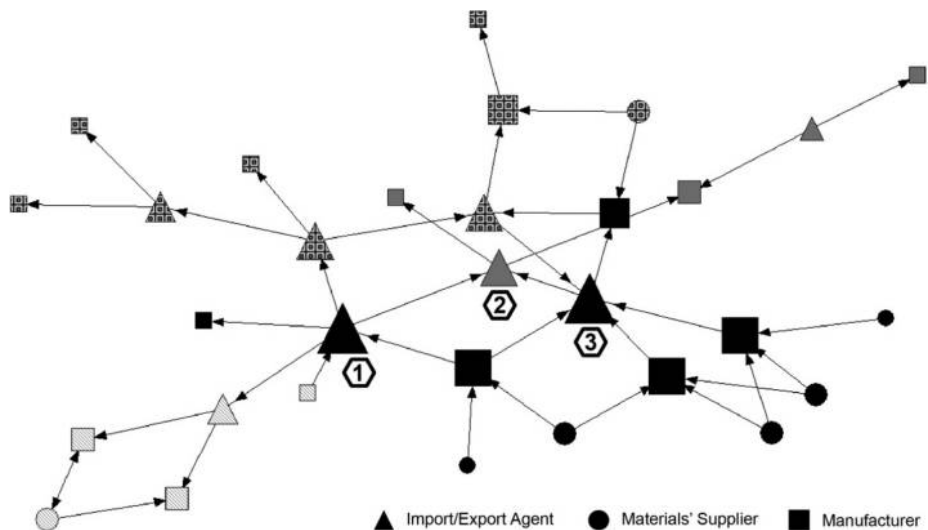 2
3
1
Import/Export Agent
Materials' Supplier
Manufacturer